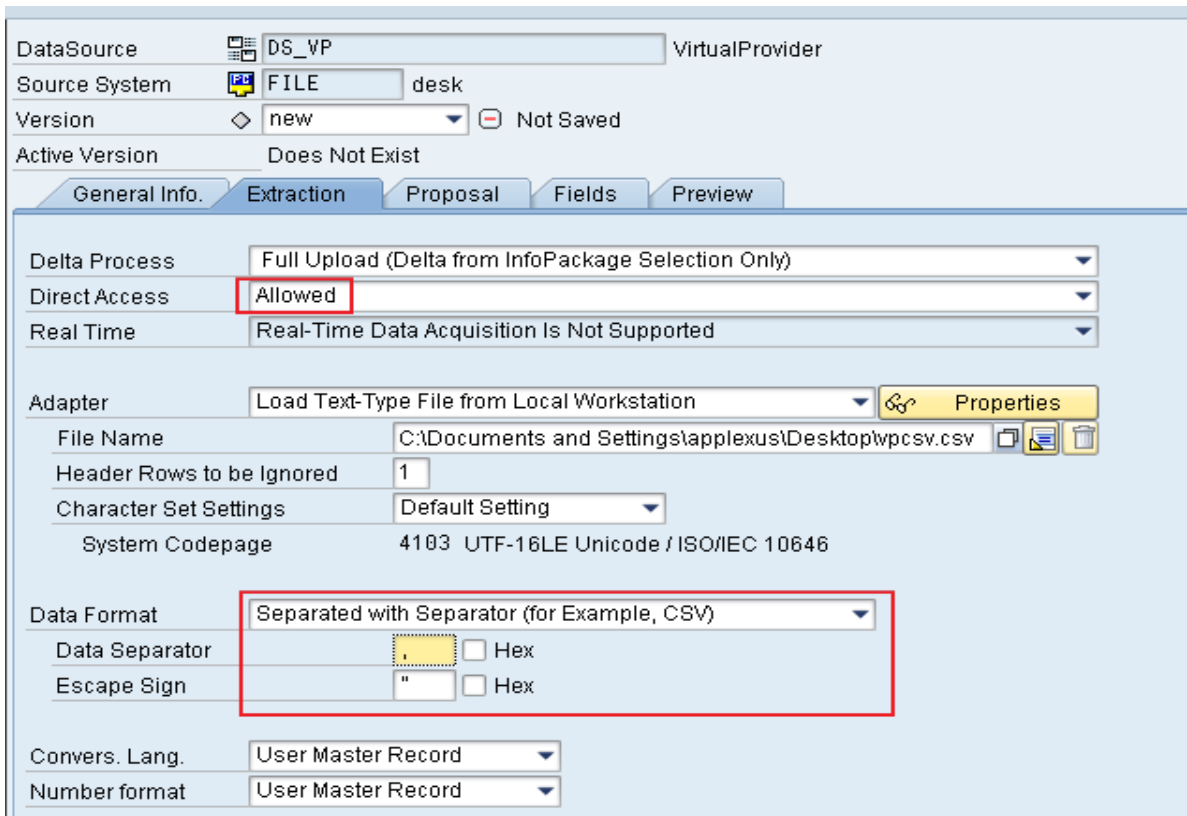 DataSource DS_VP VirtualProvider
Source System FILE desk
Version new Not Saved
Active Version Does Not Exist
General Info. Extraction Proposal Fields Preview
Delta Process Full Upload (Delta from InfoPackage Selection Only)
Direct Access Allowed
Real Time Real-Time Data Acquisition Is Not Supported
Adapter Load Text-Type File from Local Workstation Properties
File Name C:\Documents and Settings\applexus\Desktop\vpcsv.csv
Header Rows to be Ignored 1
Character Set Settings Default Setting
System Codepage 4103 UTF-16LE Unicode / ISO/IEC 10646
Data Format Separated with Separator (for Example, CSV)
Data Separator , Hex
Escape Sign " Hex
Convers. Lang. User Master Record
Number format User Master Record